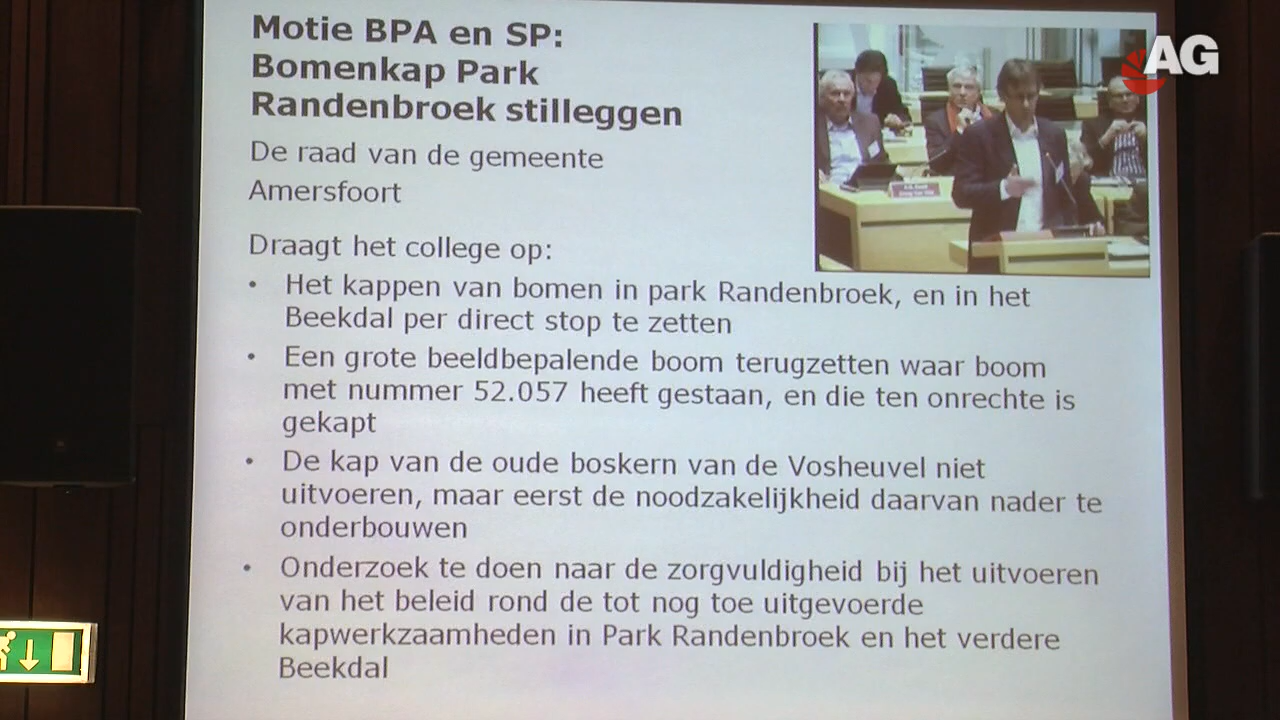 Motie BPA en SP:
Bomenkap Park
Randenbroek stilleggen
De raad van de gemeente
Amersfoort
Draagt het college op:
• Het kappen van bomen in park Randenbroek, en in het
Beekdal per direct stop te zetten
• Een grote beeldbepalende boom terugzetten waar boom
met nummer 52.057 heeft gestaan, en die ten onrechte is
gekapt
• De kap van de oude boskern van de Vosheuvel niet
uitvoeren, maar eerst de noodzakelijkheid daarvan nader te
onderbouwen
• Onderzoek te doen naar de zorgvuldigheid bij het uitvoeren
van het beleid rond de tot nog toe uitgevoerde
kapwerkzaamheden in Park Randenbroek en het verdere
Beekdal
AG